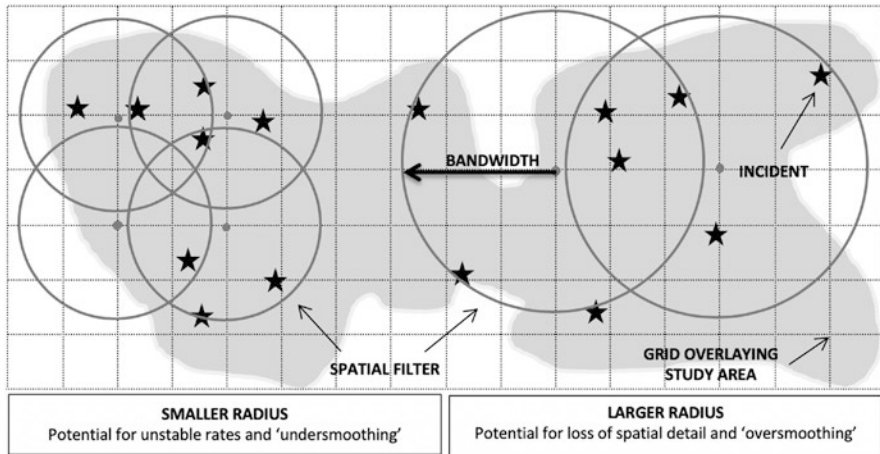 BANDWIDTH
INCIDENT
SPATIAL FILTER
GRID OVERLAYING
STUDY AREA
SMALLER RADIUS
Potential for unstable rates and ‘undersmoothing’
LARGER RADIUS
Potential for loss of spatial detail and ‘oversmoothing’